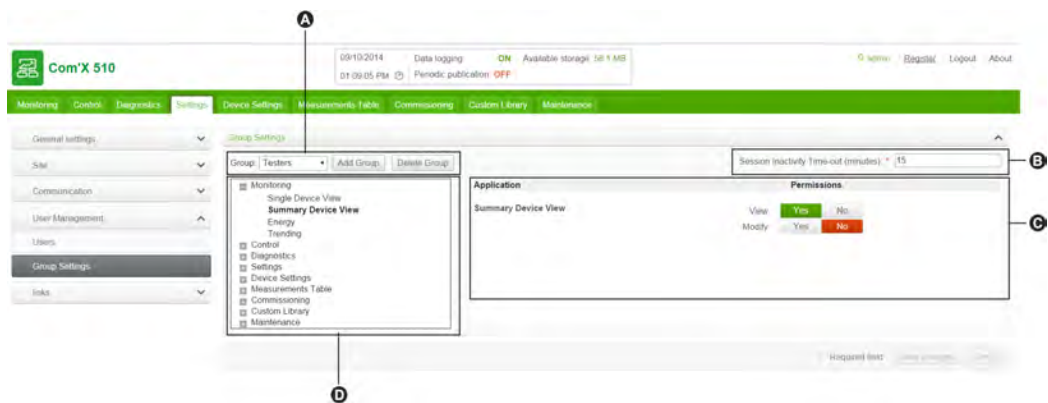 A
Com'X 510
09/10/2014 Data logging: ON Available storage: 58.1 MB
01:09:05 PM Periodic publication: OFF
admin Register Logout About
Monitoring Control Diagnostics Settings Device Settings Measurements Table Commissioning Custom Library Maintenance
General settings
Site
Communication
User Management
Users
Group Settings
links
Group Settings
Group: Testers Add Group Delete Group
Session Inactivity Time-out (minutes): * 15
B
Monitoring
Single Device View
Summary Device View
Energy
Trending
Control
Diagnostics
Settings
Device Settings
Measurements Table
Commissioning
Custom Library
Maintenance
Application Permissions
Summary Device View
View Yes No
Modify Yes No
C
Required field
D